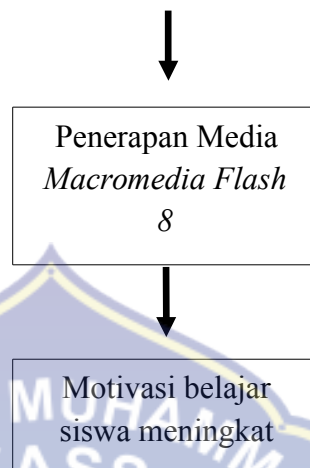 Penerapan Media
Macromedia Flash
8
Motivasi belajar
siswa meningkat